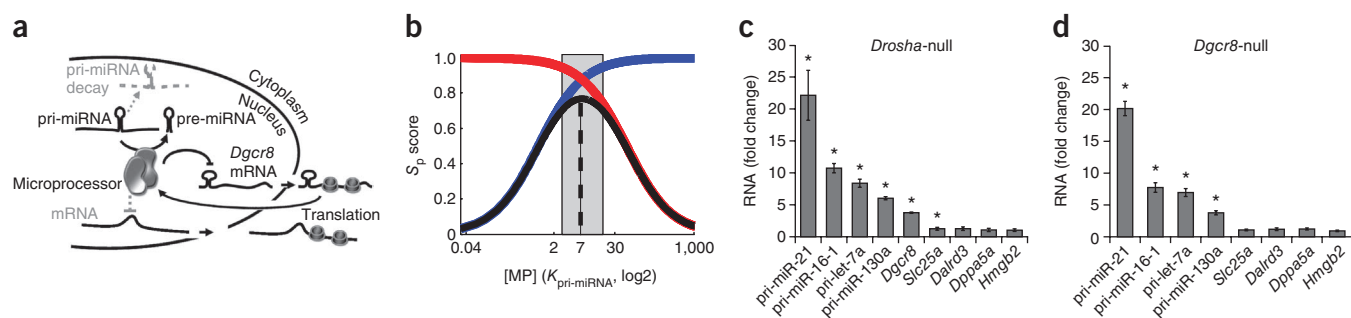 a
pri-miRNA
decay
pri-miRNA
pre-miRNA
Cytoplasm
Nucleus
Dgcr8
mRNA
Microprocessor
mRNA
Translation
b
Sp score
1.0
0.8
0.6
0.4
0.2
0
0.04
2
7
30
1,000
[MP] (Kpri-miRNA, log2)
c
Drosha-null
RNA (fold change)
30
25
20
15
10
5
0
*
*
*
*
*
*
pri-miR-21
pri-miR-16-1
pri-let-7a
pri-miR-130a
Dgcr8
Slc25a
Dalrd3
Dppa5a
Hmgb2
d
Dgcr8-null
RNA (fold change)
30
25
20
15
10
5
0
*
*
*
*
pri-miR-21
pri-miR-16-1
pri-let-7a
pri-miR-130a
Slc25a
Dalrd3
Dppa5a
Hmgb2